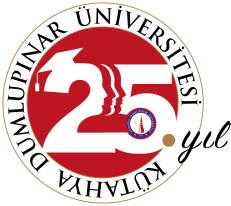 KÜTAHYA DUMLUPINAR ÜNİVERSİTESİ
25.yıl